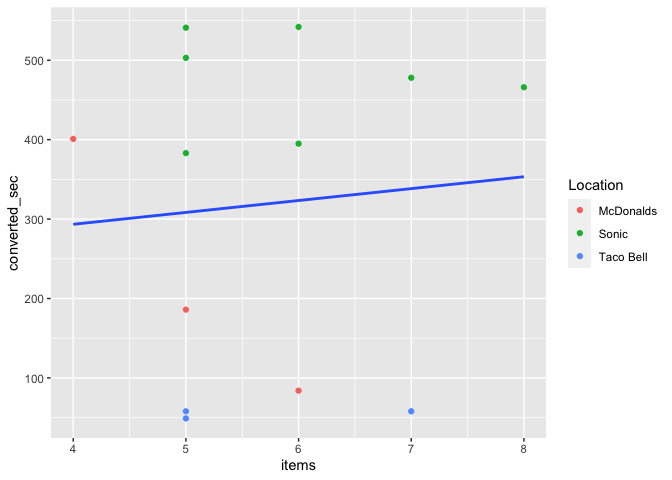 500
400
300
200
100
converted_sec
4 5 6 7 8
items
Location
McDonalds
Sonic
Taco Bell